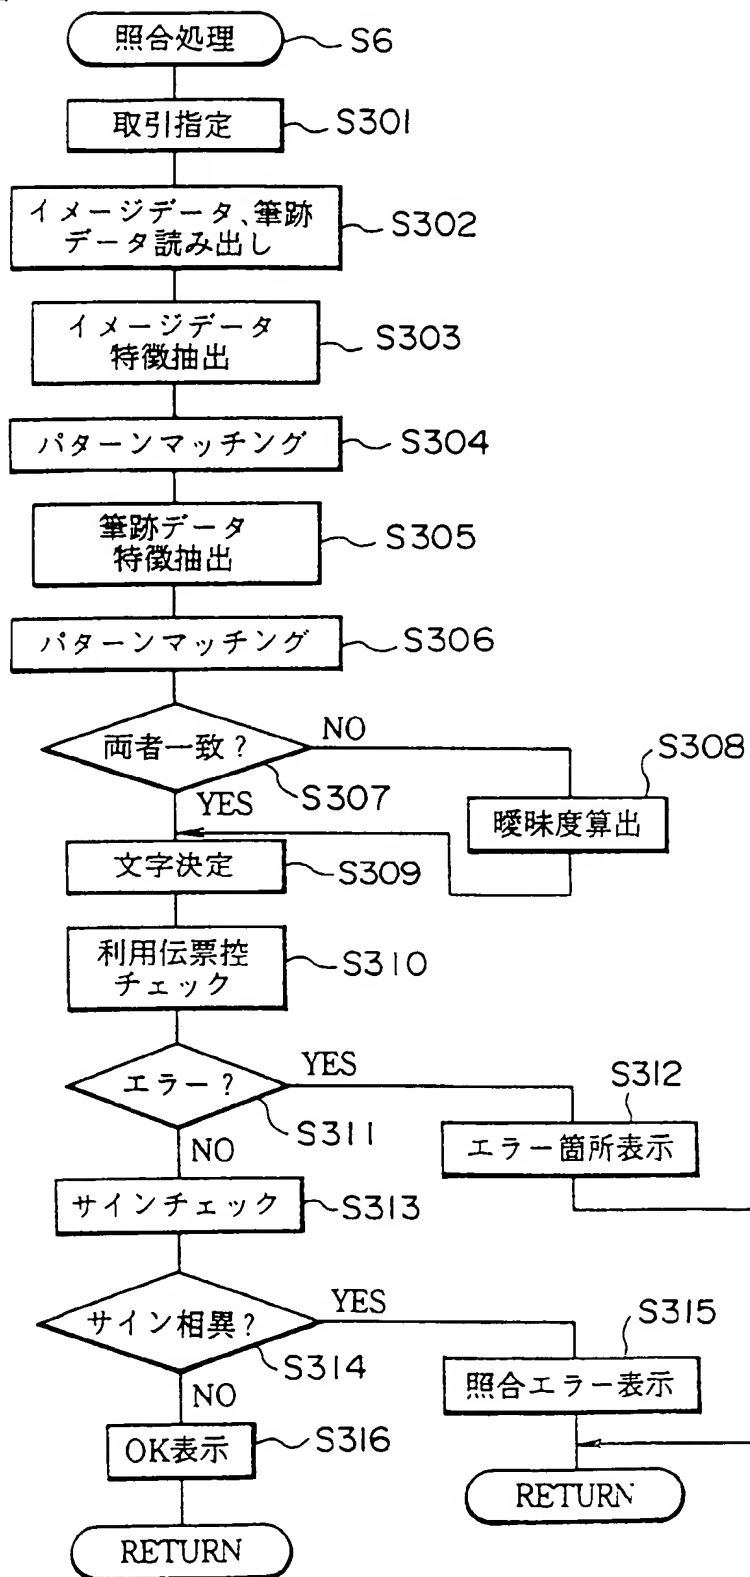 照合処理
S6
取引指定
S301
イメージデータ、筆跡
データ読み出し
S302
イメージデータ
特徴抽出
S303
パターンマッチング
S304
筆跡データ
特徴抽出
S305
パターンマッチング
S306
両者一致?
NO
S307
YES
S308
曖昧度算出
文字決定
S309
利用伝票控
チェック
S310
エラー?
YES
S311
NO
S312
エラー箇所表示
サインチェック
S313
サイン相異?
YES
S314
NO
S315
照合エラー表示
OK表示
S316
RETURN
RETURN